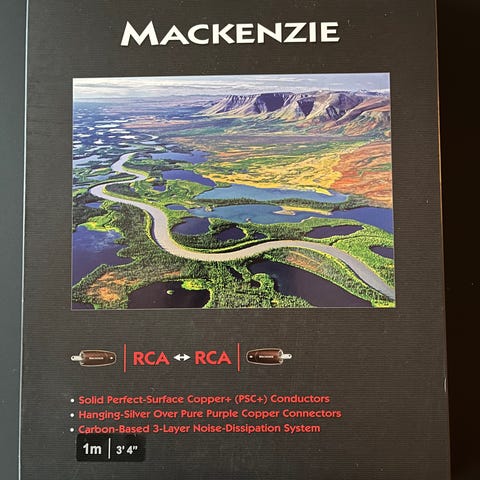 MACKENZIE
RCA ↔ RCA
• Solid Perfect-Surface Copper+ (PSC+) Conductors
• Hanging-Silver Over Pure Purple Copper Connectors
• Carbon-Based 3-Layer Noise-Dissipation System
1m | 3' 4"